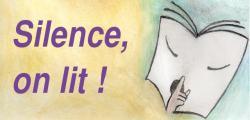 Silence,
on lit !